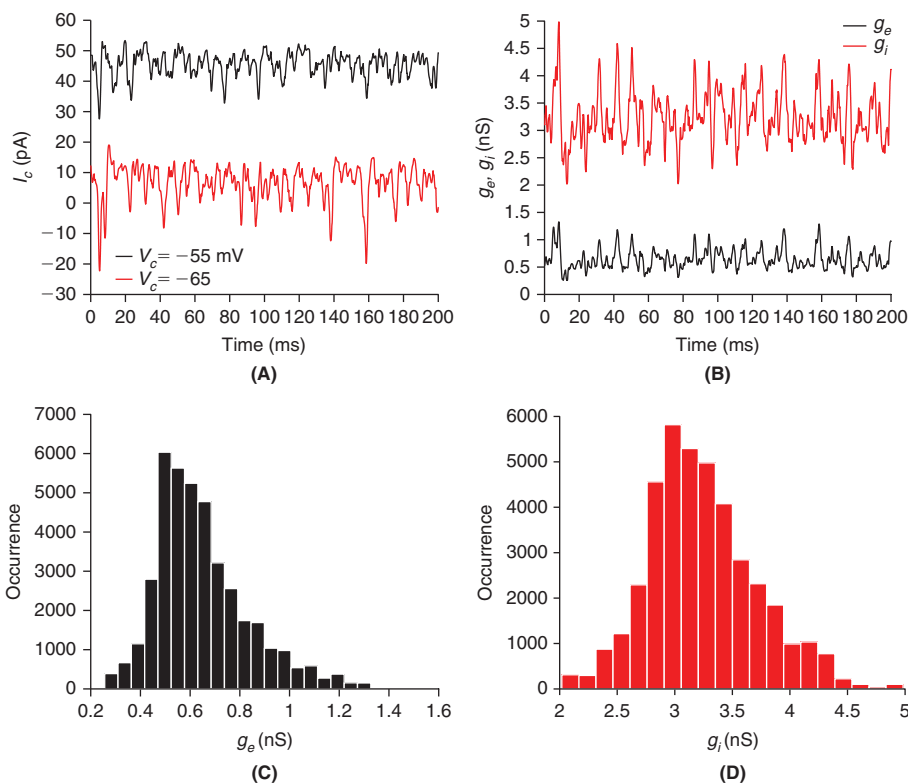 60
50
40
30
20
10
0
−10
−20
−30
I_c (pA)
V_c = −55 mV
V_c = −65
0 20 40 60 80 100 120 140 160 180 200
Time (ms)
(A)
g_e
g_i
5
4.5
4
3.5
3
2.5
2
1.5
1
0.5
0
g_e, g_i (nS)
0 20 40 60 80 100 120 140 160 180 200
Time (ms)
(B)
7000
6000
5000
4000
3000
2000
1000
0
Occurrence
0.2 0.4 0.6 0.8 1 1.2 1.4 1.6
g_e (nS)
(C)
6000
5000
4000
3000
2000
1000
0
Occurrence
2 2.5 3 3.5 4 4.5 5
g_i (nS)
(D)